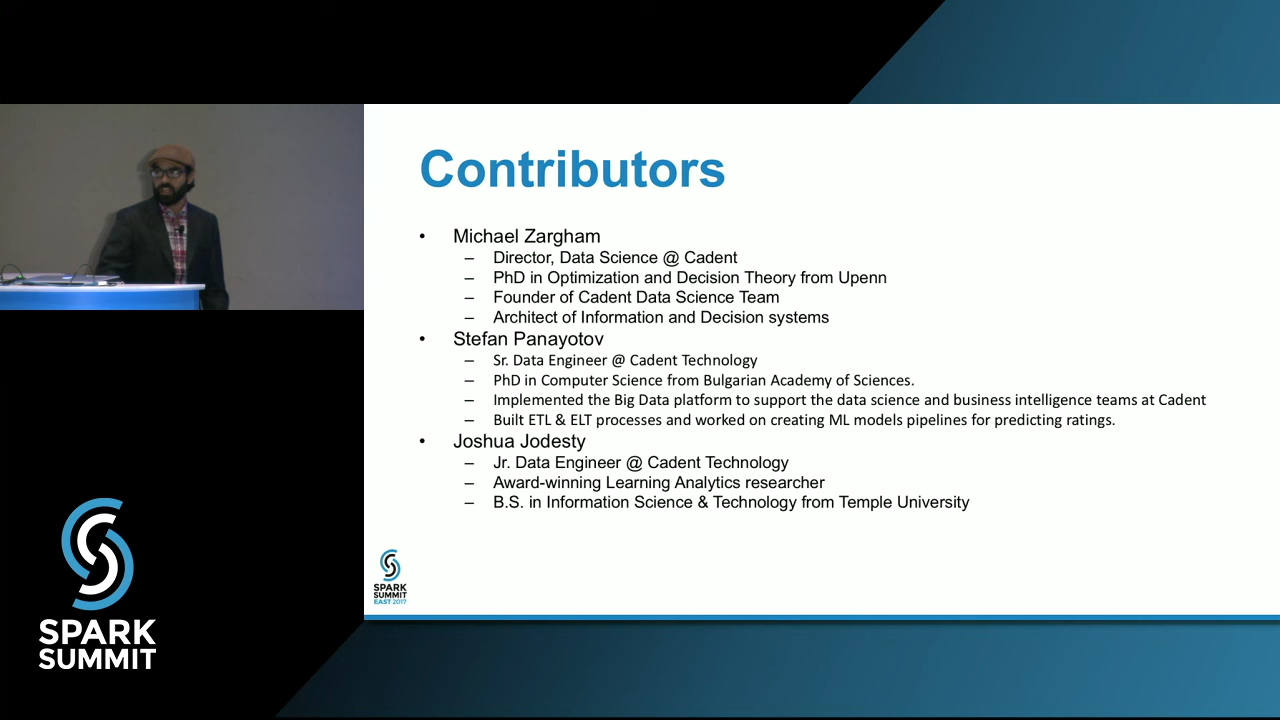 Contributors
• Michael Zargham
– Director, Data Science @ Cadent
– PhD in Optimization and Decision Theory from Upenn
– Founder of Cadent Data Science Team
– Architect of Information and Decision systems
• Stefan Panayotov
– Sr. Data Engineer @ Cadent Technology
– PhD in Computer Science from Bulgarian Academy of Sciences.
– Implemented the Big Data platform to support the data science and business intelligence teams at Cadent
– Built ETL & ELT processes and worked on creating ML models pipelines for predicting ratings.
• Joshua Jodesty
– Jr. Data Engineer @ Cadent Technology
– Award-winning Learning Analytics researcher
– B.S. in Information Science & Technology from Temple University
SPARK
SUMMIT
EAST 2017
SPARK
SUMMIT